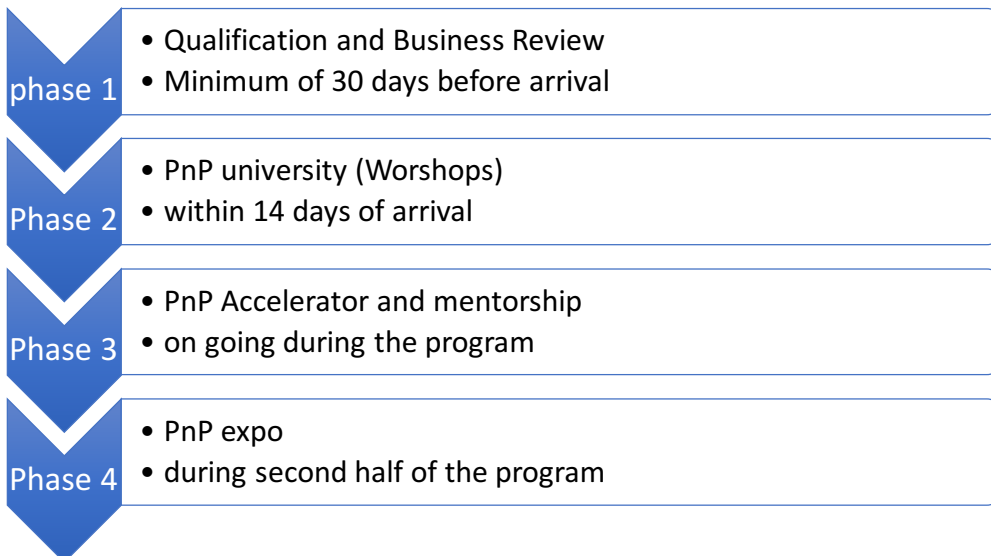 phase 1
• Qualification and Business Review
• Minimum of 30 days before arrival
Phase 2
• PnP university (Worshops)
• within 14 days of arrival
Phase 3
• PnP Accelerator and mentorship
• on going during the program
Phase 4
• PnP expo
• during second half of the program